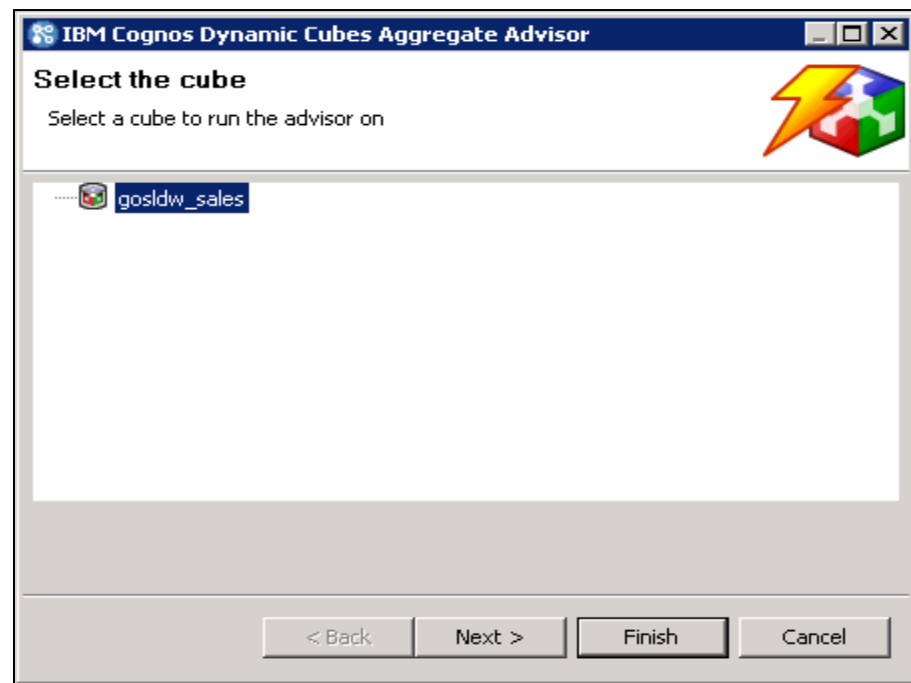 IBM Cognos Dynamic Cubes Aggregate Advisor
Select the cube
Select a cube to run the advisor on
gosldw_sales
< Back Next > Finish Cancel